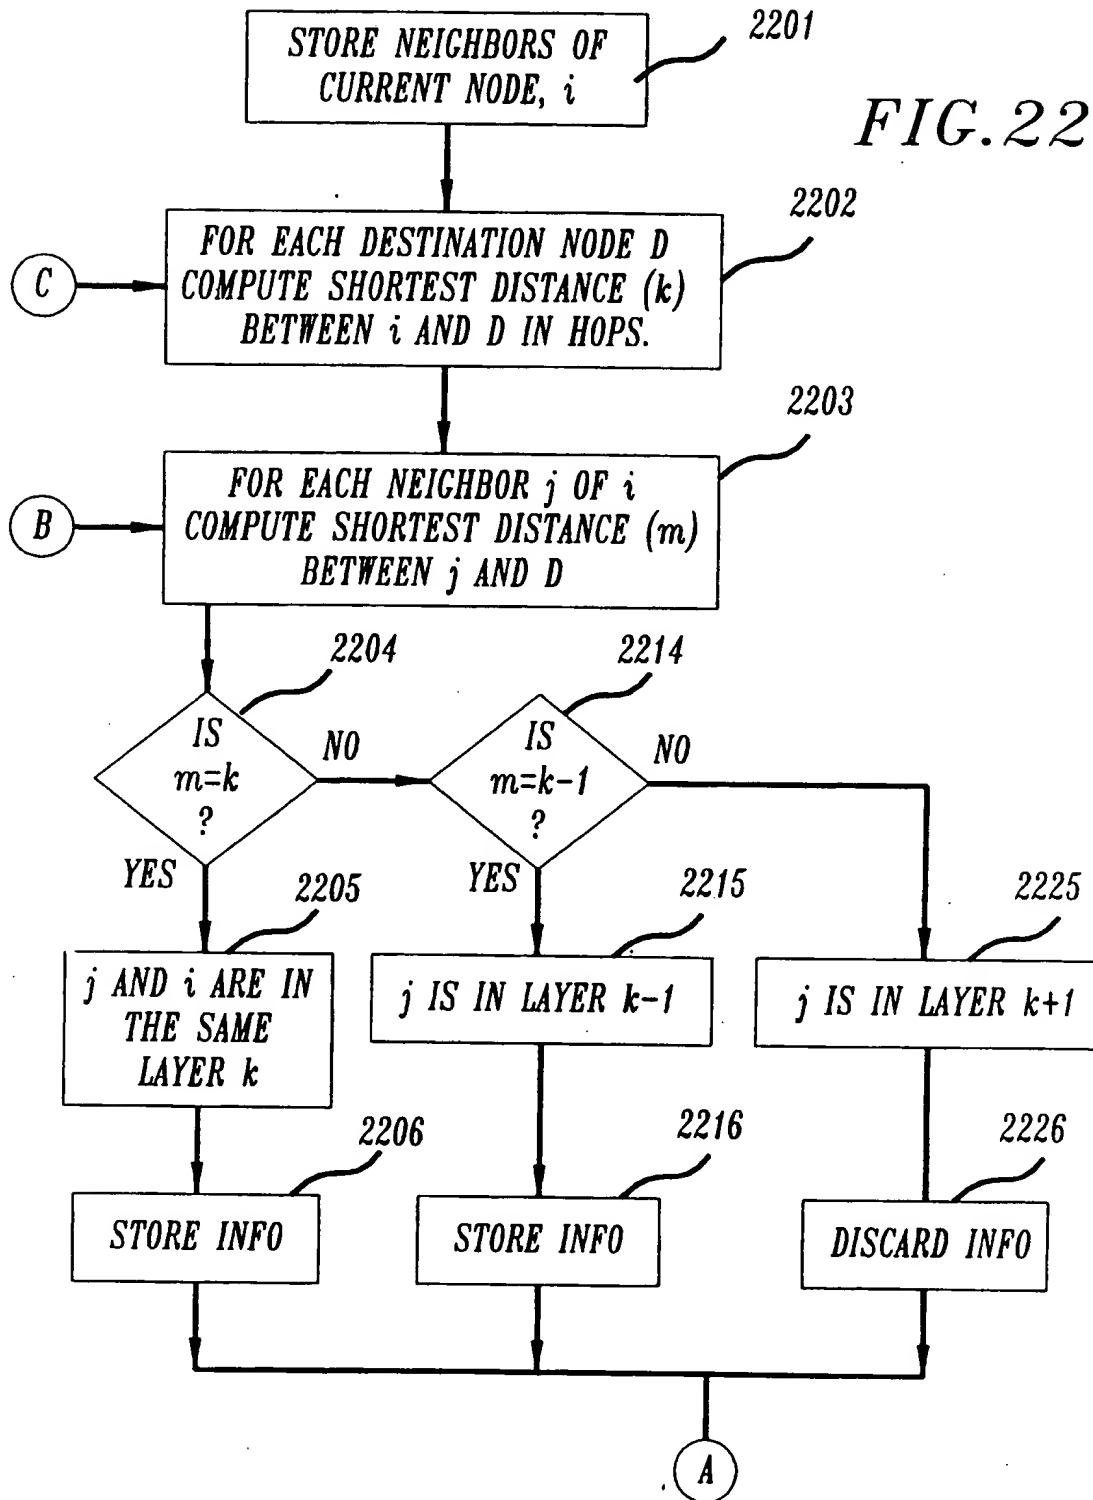 2201
STORE NEIGHBORS OF
CURRENT NODE, i
FIG.22
2202
FOR EACH DESTINATION NODE D
COMPUTE SHORTEST DISTANCE (k)
BETWEEN i AND D IN HOPS.
C
2203
FOR EACH NEIGHBOR j OF i
COMPUTE SHORTEST DISTANCE (m)
BETWEEN j AND D
B
2204
2214
IS
m=k
?
NO
IS
m=k-1
?
NO
YES
YES
2205
2215
2225
j AND i ARE IN
THE SAME
LAYER k
j IS IN LAYER k-1
j IS IN LAYER k+1
2206
2216
2226
STORE INFO
STORE INFO
DISCARD INFO
A